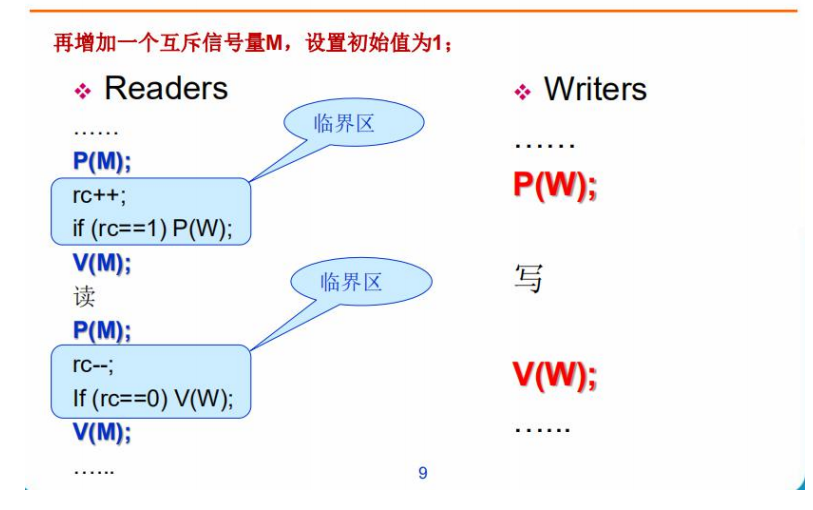 再增加一个互斥信号量M，设置初始值为1；
Readers
……
P(M);
临界区
rc++;
if (rc==1) P(W);
V(M);
读
P(M);
临界区
rc--;
If (rc==0) V(W);
V(M);
…...
Writers
……
P(W);
写
V(W);
…...
9